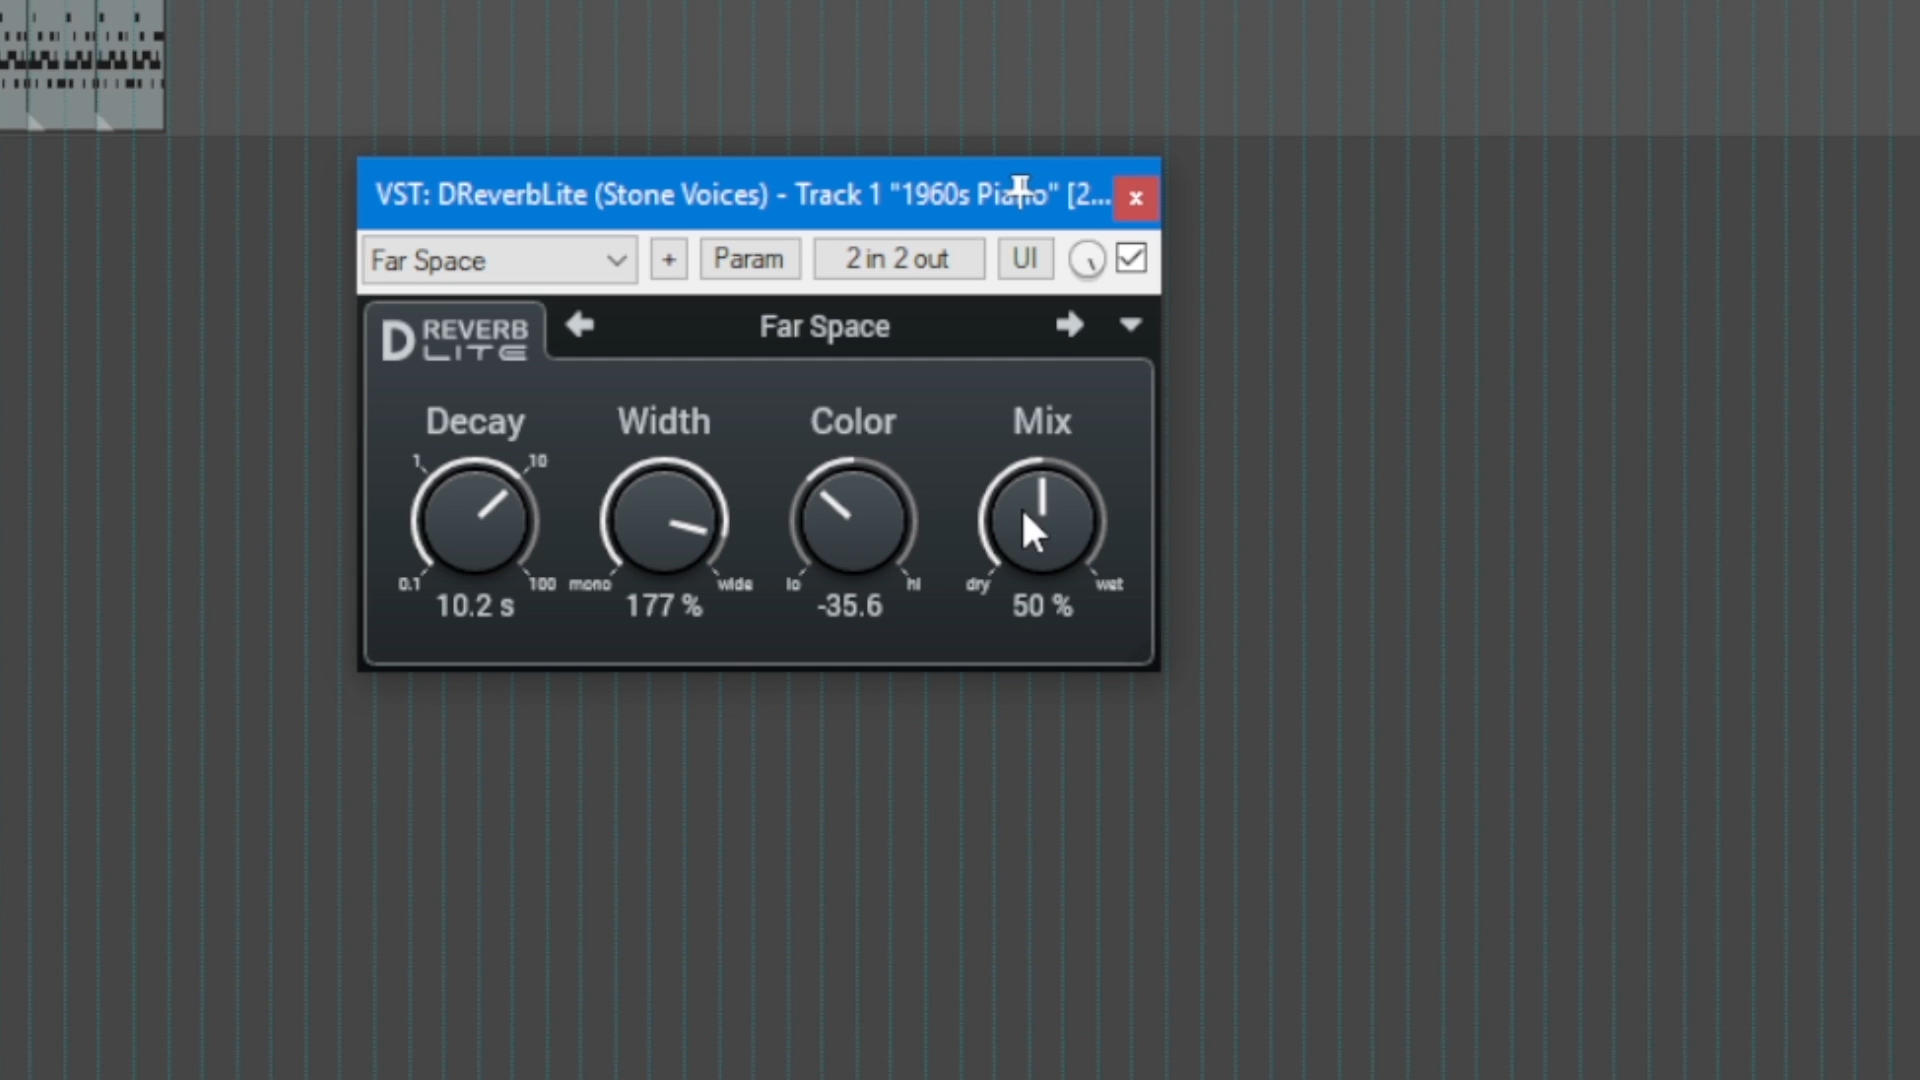 VST: DReverbLite (Stone Voices) - Track 1 "1960s Piano" [2...
x
Far Space
+
Param
2 in 2 out
UI
D REVERB
LITE
Far Space
Decay
Width
Color
Mix
1
10
0.1
100
mono
wide
lo
hi
dry
wet
10.2 s
177 %
-35.6
50 %